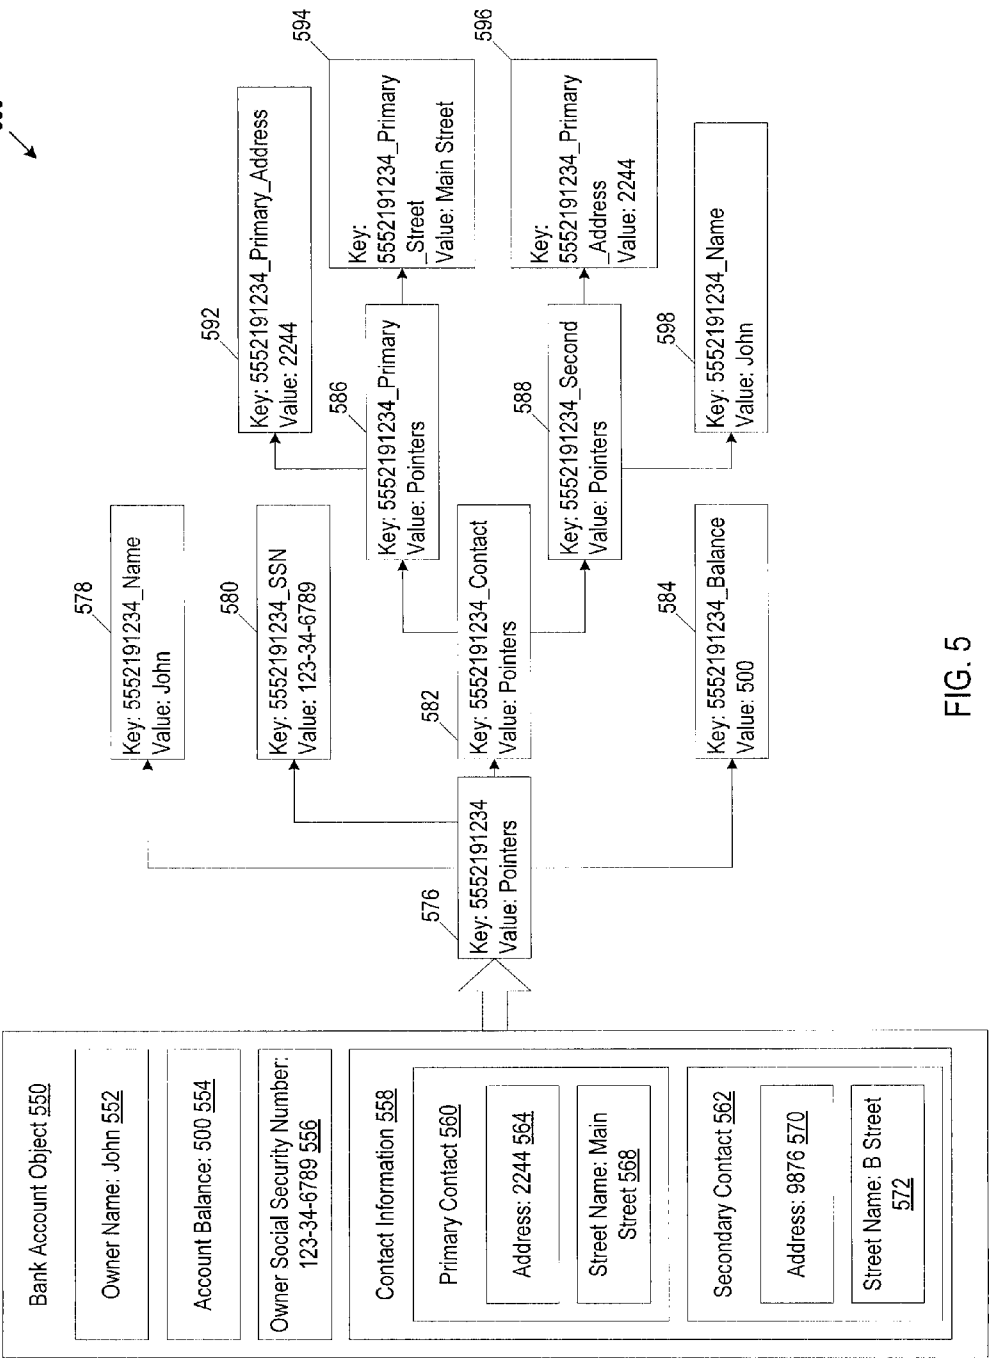 Bank Account Object 550
Owner Name: John 552
Account Balance: 500 554
Owner Social Security Number:
123-34-6789 556
Contact Information 558
Primary Contact 560
Address: 2244 564
Street Name: Main
Street 568
Secondary Contact 562
Address: 9876 570
Street Name: B Street
572
576
Key: 5552191234
Value: Pointers
578
Key: 5552191234_Name
Value: John
580
Key: 5552191234_SSN
Value: 123-34-6789
582
Key: 5552191234_Contact
Value: Pointers
584
Key: 5552191234_Balance
Value: 500
586
Key: 5552191234_Primary
Value: Pointers
588
Key: 5552191234_Second
Value: Pointers
592
Key: 5552191234_Primary_Address
Value: 2244
594
Key:
5552191234_Primary
_Street
Value: Main Street
596
Key:
5552191234_Primary
_Address
Value: 2244
598
Key: 5552191234_Name
Value: John
FIG. 5